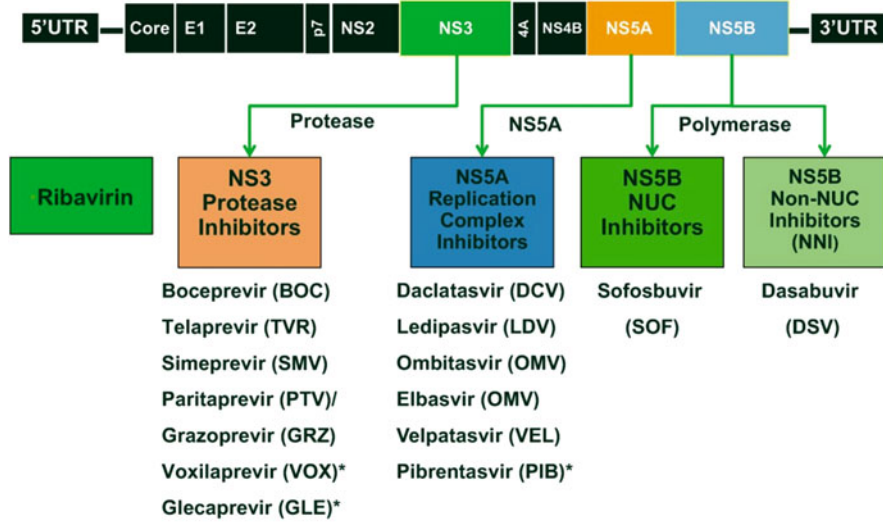 5'UTR Core E1 E2 p7 NS2 NS3 4A NS4B NS5A NS5B 3'UTR
Protease NS5A Polymerase
Ribavirin
NS3
Protease
Inhibitors
NS5A
Replication
Complex
Inhibitors
NS5B
NUC
Inhibitors
NS5B
Non-NUC
Inhibitors
(NNI)
Boceprevir (BOC)
Telaprevir (TVR)
Simeprevir (SMV)
Paritaprevir (PTV)/
Grazoprevir (GRZ)
Voxilaprevir (VOX)*
Glecaprevir (GLE)*
Daclatasvir (DCV)
Ledipasvir (LDV)
Ombitasvir (OMV)
Elbasvir (OMV)
Velpatasvir (VEL)
Pibrentasvir (PIB)*
Sofosbuvir
(SOF)
Dasabuvir
(DSV)